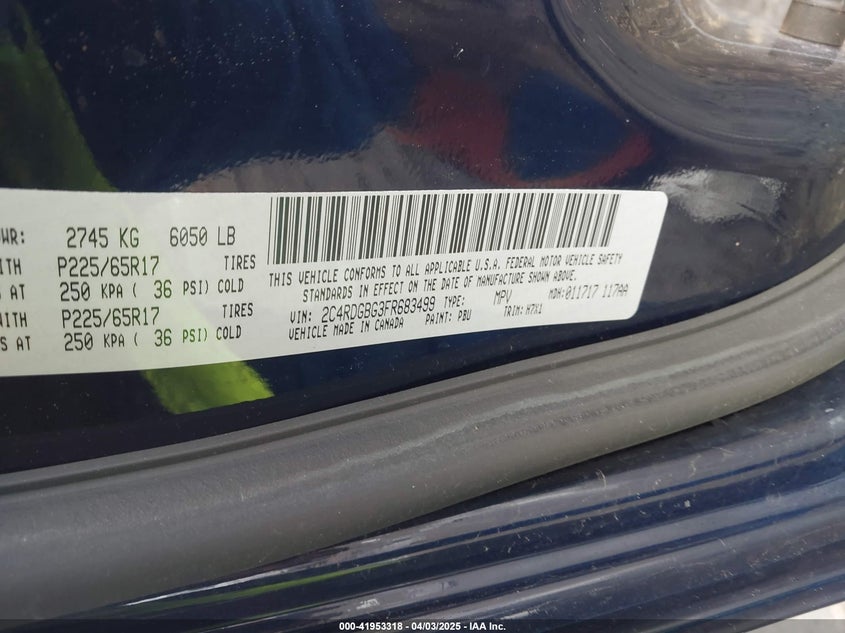 WR: 2745 KG 6050 LB
ITH P225/65R17 TIRES
S AT 250 KPA ( 36 PSI) COLD
WITH P225/65R17 TIRES
S AT 250 KPA ( 36 PSI) COLD
THIS VEHICLE CONFORMS TO ALL APPLICABLE U.S.A. FEDERAL MOTOR VEHICLE SAFETY
STANDARDS IN EFFECT ON THE DATE OF MANUFACTURE SHOWN ABOVE.
VIN: 2C4RDGBG3FR683499 TYPE: MPV MDH:011717 117AA
VEHICLE MADE IN CANADA PAINT: PBU TRIM: H7X1
000-41953318 - 04/03/2025 - IAA Inc.